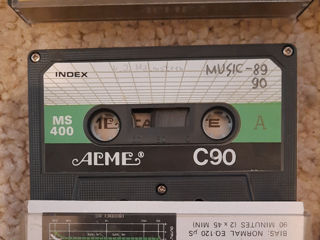 INDEX
MUSIC-89
90
MS
400
A
ACME®
C90
BIAS: NORMAL EQ:120 µS
90 MINUTES (2 x 45 MIN)